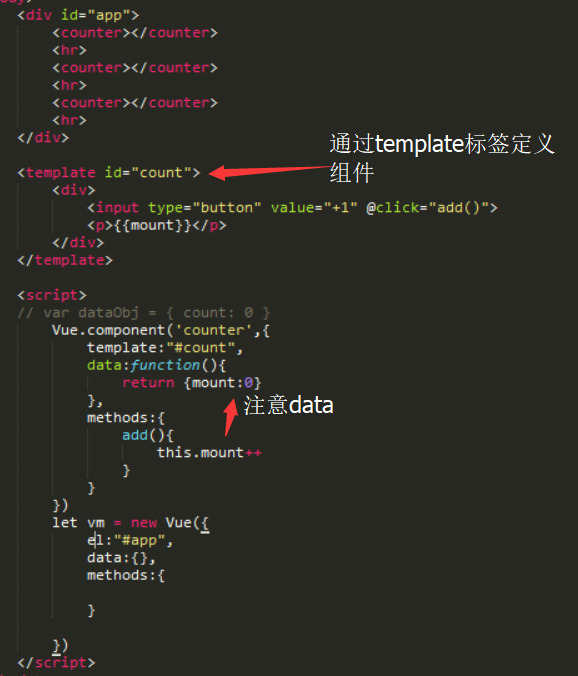 <div id="app">
<counter></counter>
<hr>
<counter></counter>
<hr>
<counter></counter>
<hr>
</div>
通过template标签定义
组件
<template id="count">
<div>
<input type="button" value="+1" @click="add()">
<p>{{mount}}</p>
</div>
</template>
<script>
// var dataObj = { count: 0 }
Vue.component('counter',{
template:"#count",
data:function(){
return {mount:0}
},
注意data
methods:{
add(){
this.mount++
}
}
})
let vm = new Vue({
el:"#app",
data:{},
methods:{
}
})
</script>